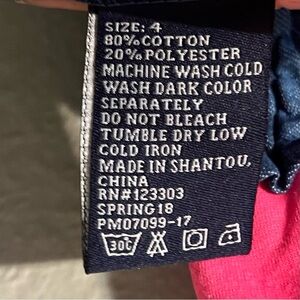 SIZE: 4
80%COTTON
20%POLYESTER
MACHINE WASH COLD
WASH DARK COLOR
SEPARATELY
DO NOT BLEACH
TUMBLE DRY LOW
COLD IRON
MADE IN SHANTOU,
CHINA
RN#123303
SPRING18
PM07099-17
30C